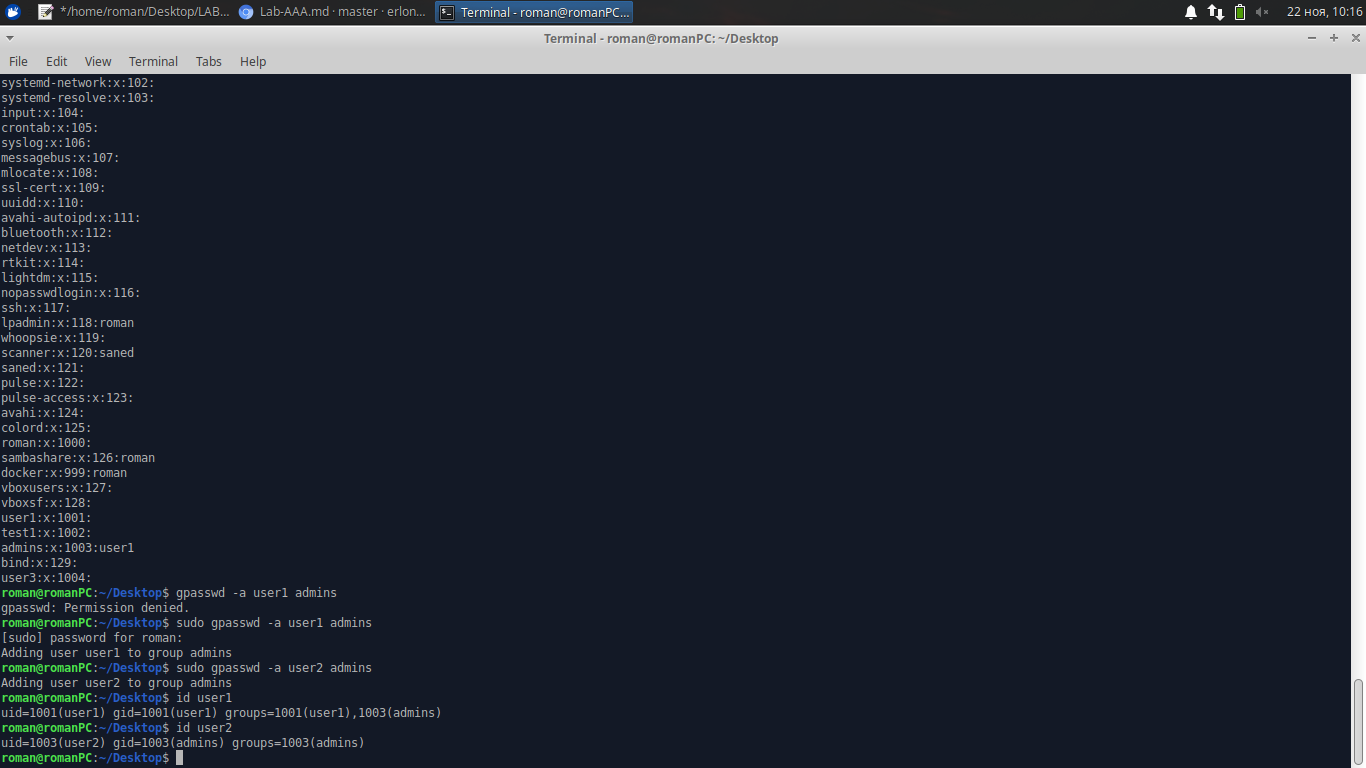 */home/roman/Desktop/LAB...
Lab-AAA.md · master · erlon...
Terminal - roman@romanPC...
22 ноя, 10:16
Terminal - roman@romanPC: ~/Desktop
File Edit View Terminal Tabs Help
systemd-network:x:102:
systemd-resolve:x:103:
input:x:104:
crontab:x:105:
syslog:x:106:
messagebus:x:107:
mlocate:x:108:
ssl-cert:x:109:
uuidd:x:110:
avahi-autoipd:x:111:
bluetooth:x:112:
netdev:x:113:
rtkit:x:114:
lightdm:x:115:
nopasswdlogin:x:116:
ssh:x:117:
lpadmin:x:118:roman
whoopsie:x:119:
scanner:x:120:saned
saned:x:121:
pulse:x:122:
pulse-access:x:123:
avahi:x:124:
colord:x:125:
roman:x:1000:
sambashare:x:126:roman
docker:x:999:roman
vboxusers:x:127:
vboxsf:x:128:
user1:x:1001:
test1:x:1002:
admins:x:1003:user1
bind:x:129:
user3:x:1004:
roman@romanPC:~/Desktop$ gpasswd -a user1 admins
gpasswd: Permission denied.
roman@romanPC:~/Desktop$ sudo gpasswd -a user1 admins
[sudo] password for roman:
Adding user user1 to group admins
roman@romanPC:~/Desktop$ sudo gpasswd -a user2 admins
Adding user user2 to group admins
roman@romanPC:~/Desktop$ id user1
uid=1001(user1) gid=1001(user1) groups=1001(user1),1003(admins)
roman@romanPC:~/Desktop$ id user2
uid=1003(user2) gid=1003(admins) groups=1003(admins)
roman@romanPC:~/Desktop$